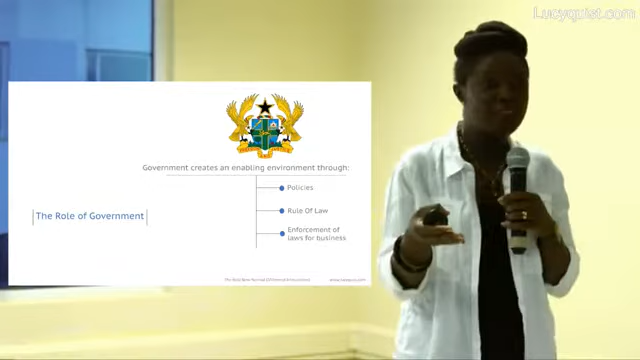 Lucyquist.com
Government creates an enabling environment through:
Policies
Rule Of Law
The Role of Government
Enforcement of
laws for business